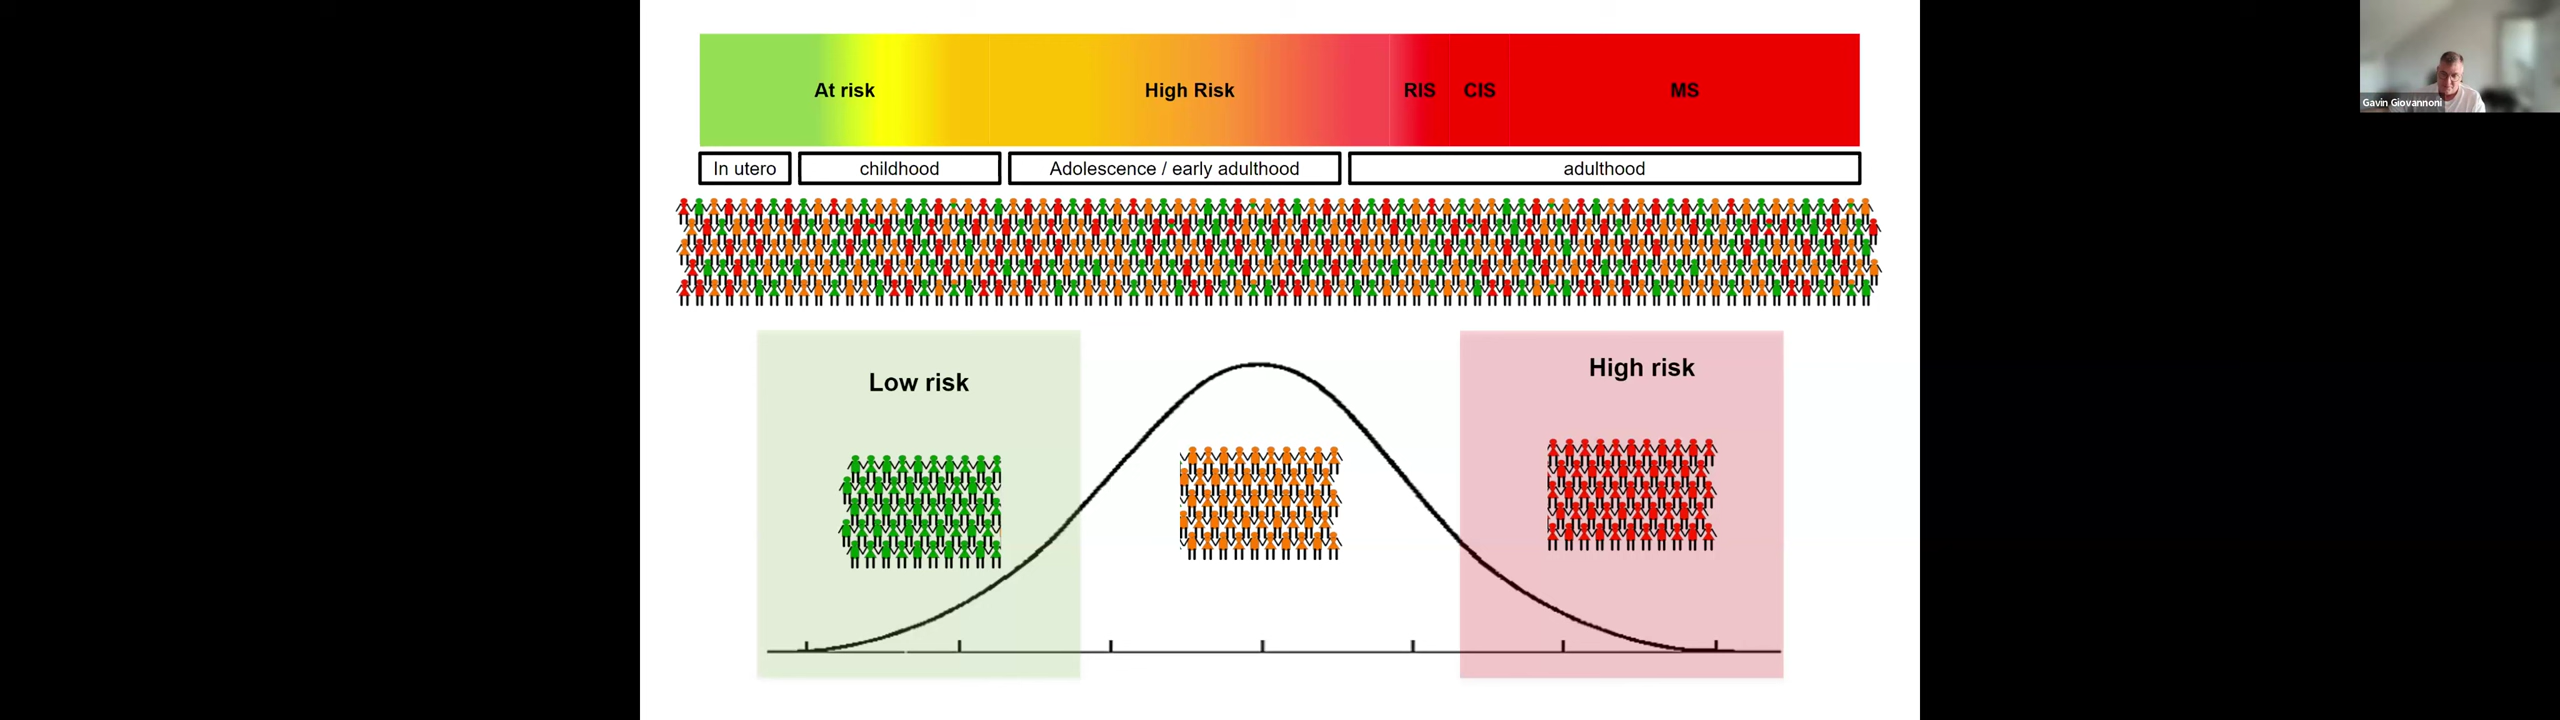 At risk
High Risk
RIS
CIS
MS
In utero
childhood
Adolescence / early adulthood
adulthood
Low risk
High risk
Gavin Giovannoni